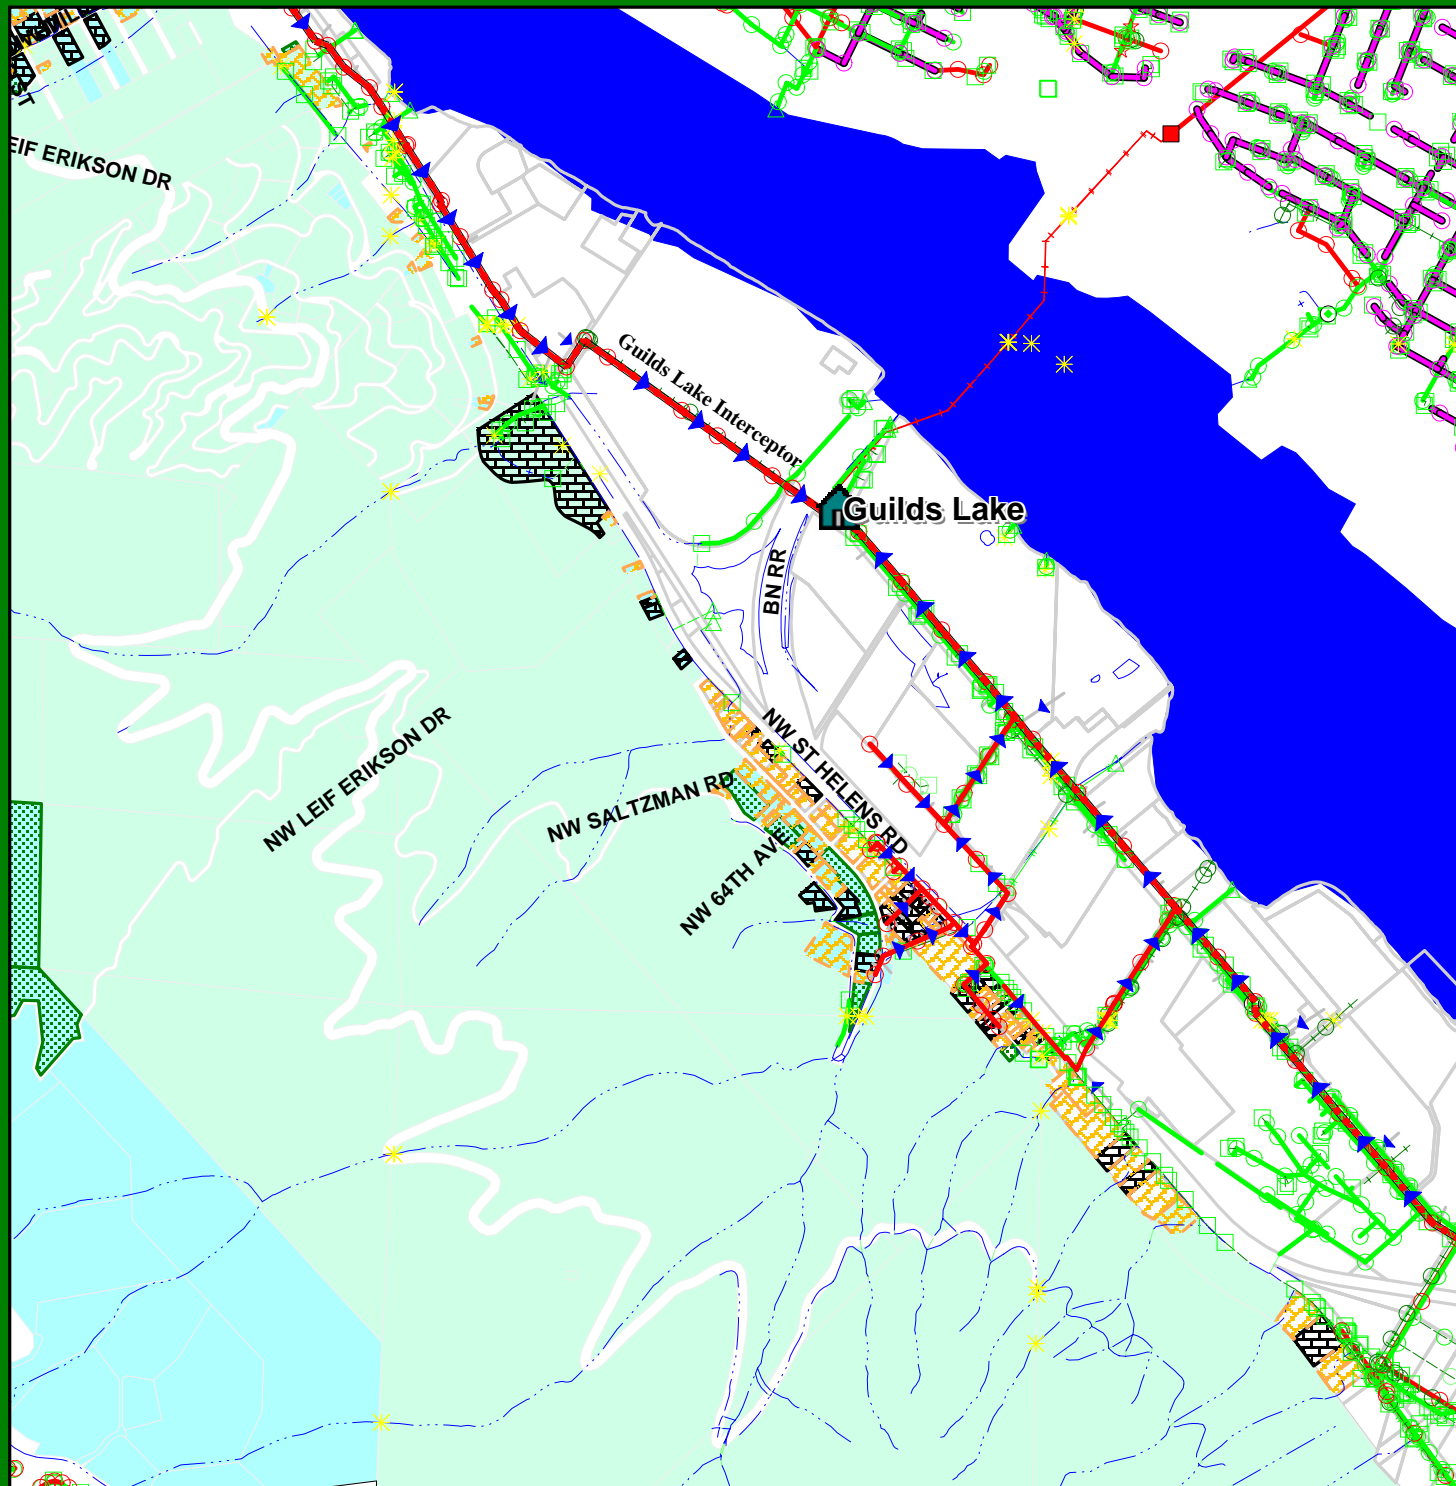 ST
EIF ERIKSON DR
Guilds Lake Interceptor
Guilds Lake
BN RR
NW LEIF ERIKSON DR
NW ST HELENS RD
NW SALTZMAN RD
NW 64TH AVE